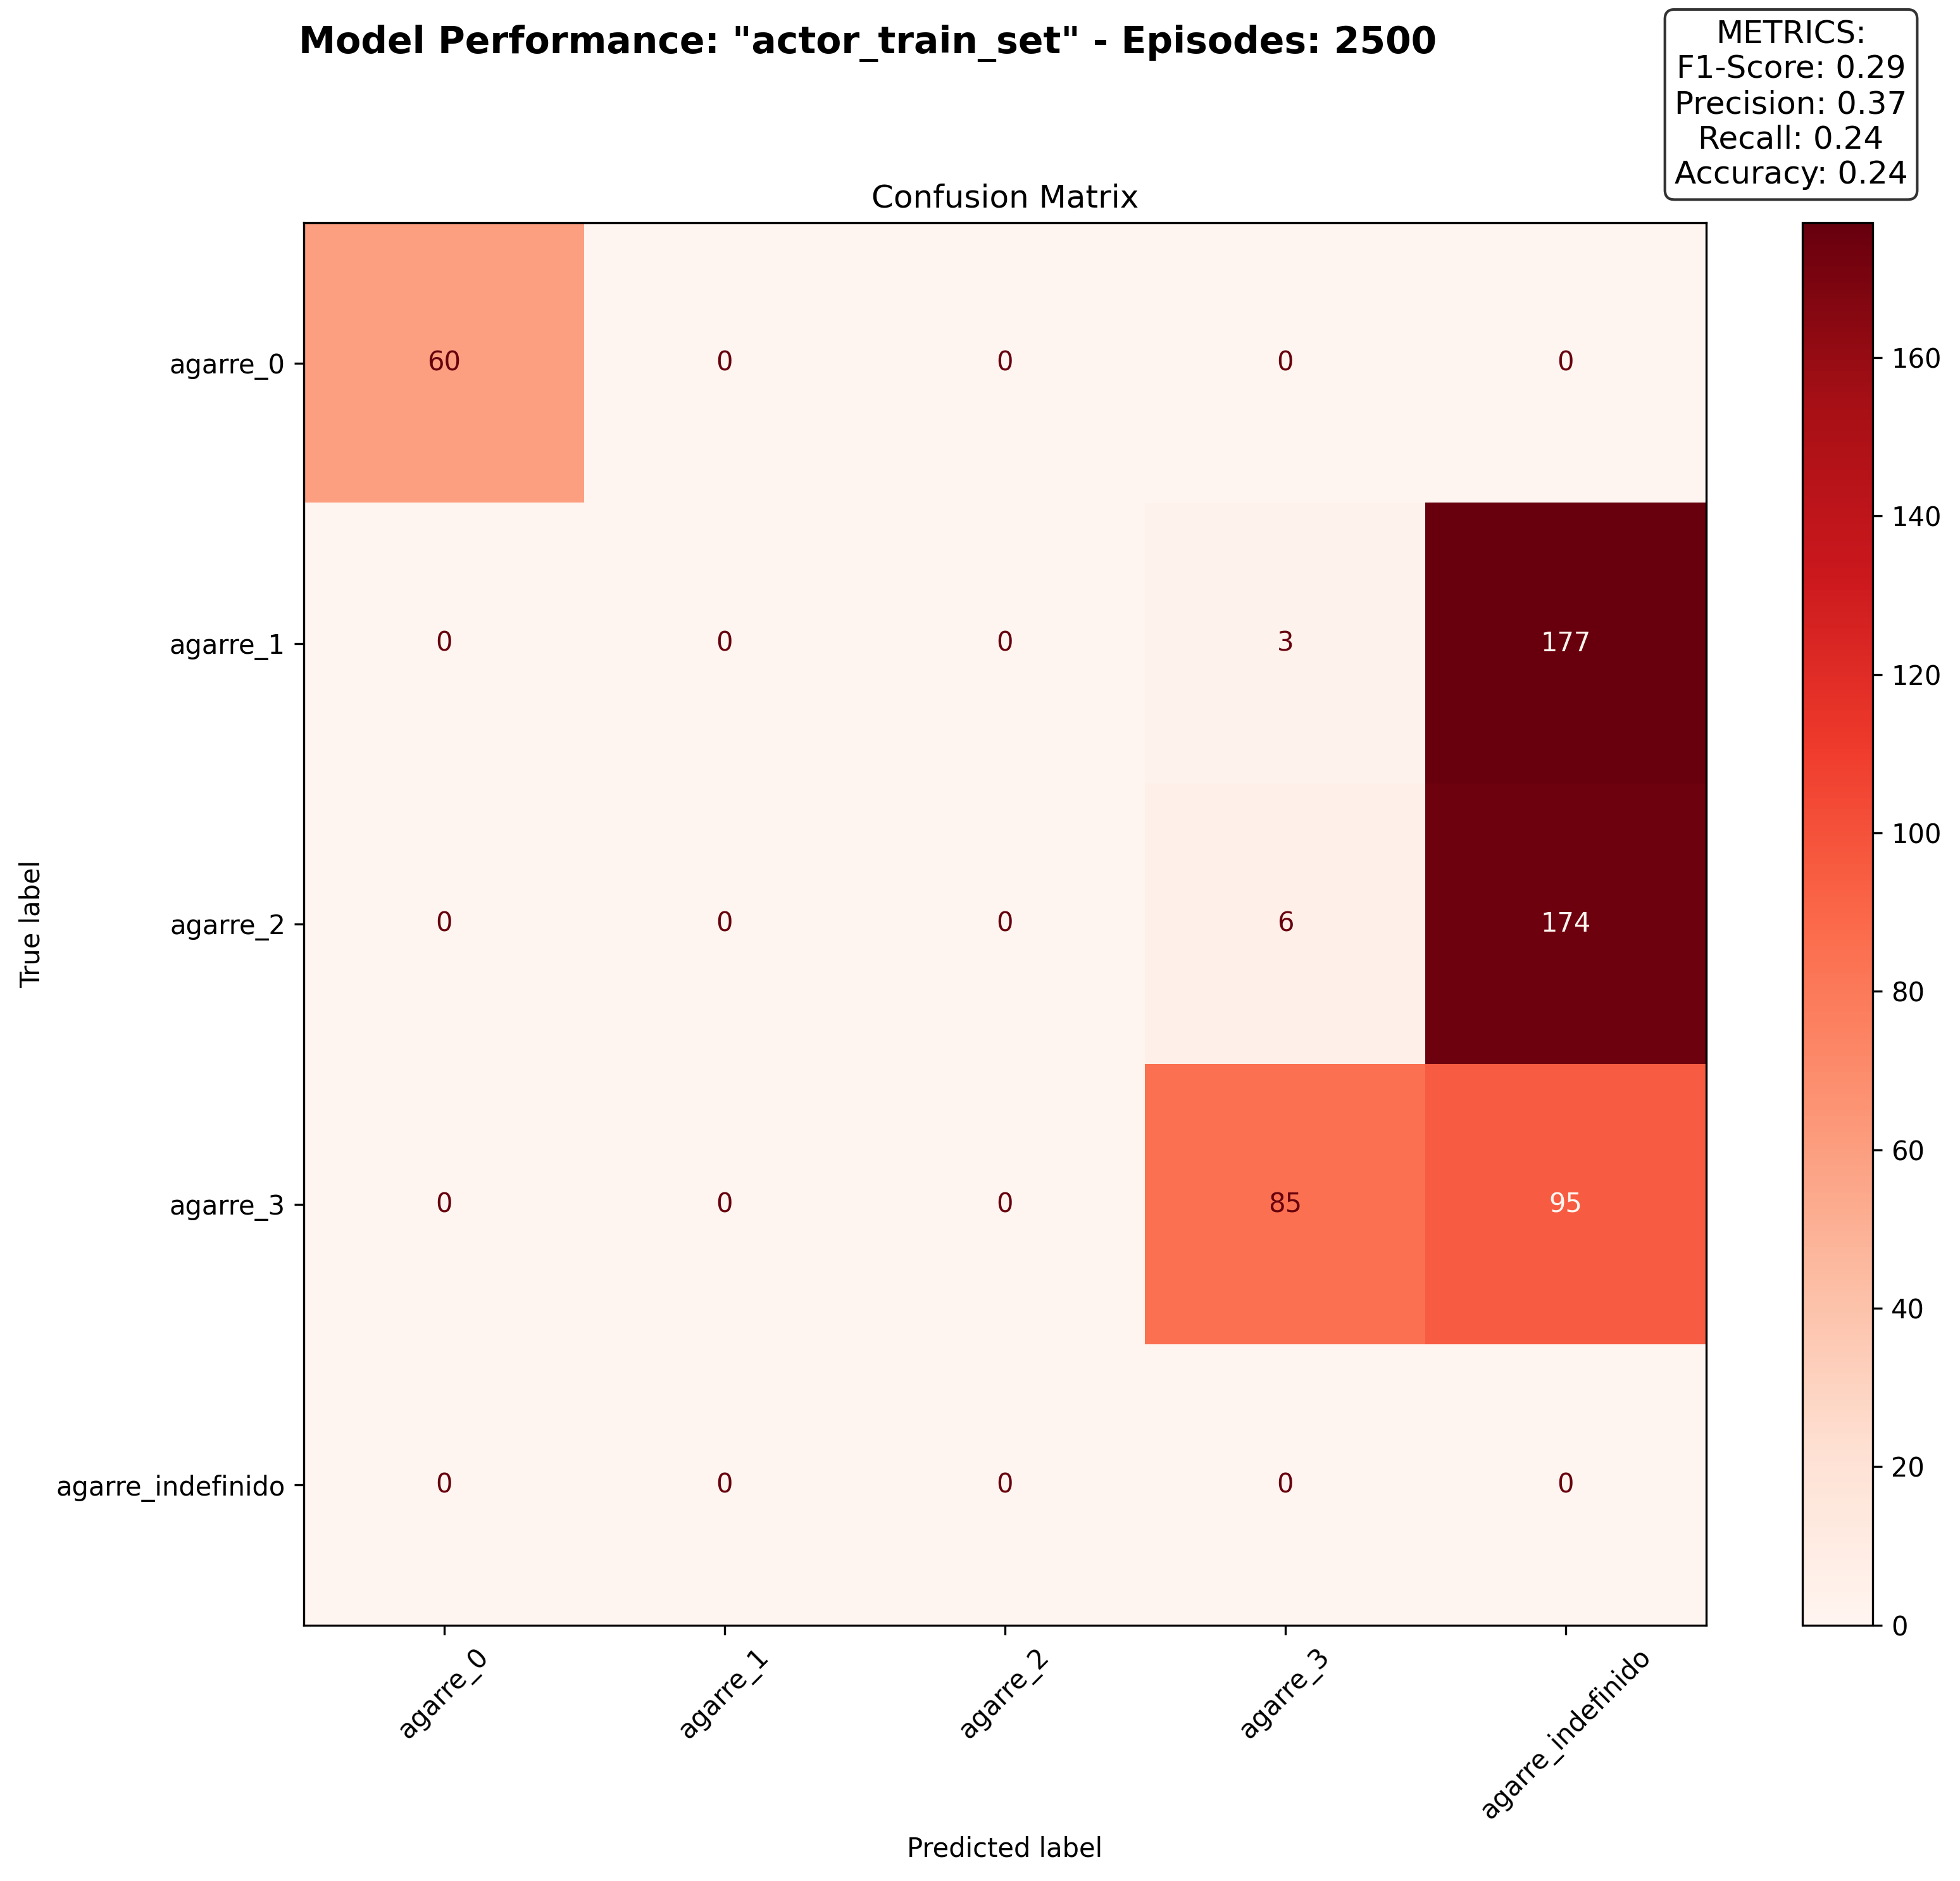 Model Performance: "actor_train_set" - Episodes: 2500
METRICS:
F1-Score: 0.29
Precision: 0.37
Recall: 0.24
Accuracy: 0.24
Confusion Matrix
True label
agarre_0 60 0 0 0 0
agarre_1 0 0 0 3 177
agarre_2 0 0 0 6 174
agarre_3 0 0 0 85 95
agarre_indefinido 0 0 0 0 0
agarre_0 agarre_1 agarre_2 agarre_3 agarre_indefinido
Predicted label
160
140
120
100
80
60
40
20
0